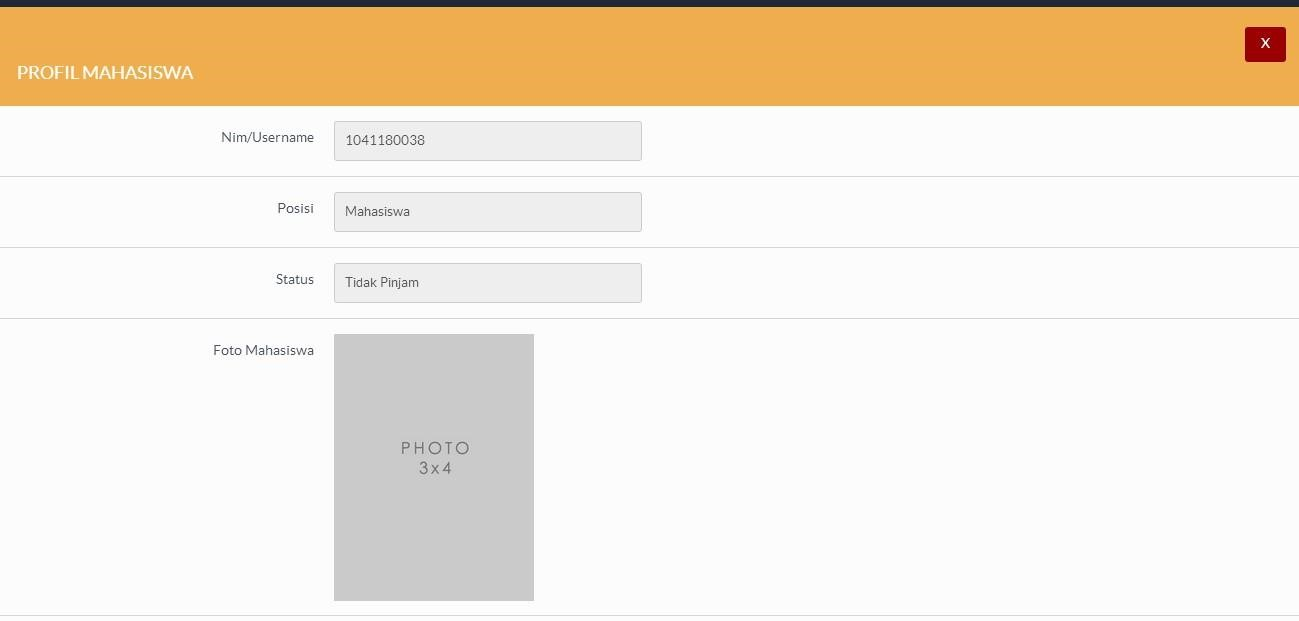 X
PROFIL MAHASISWA
Nim/Username 1041180038
Posisi Mahasiswa
Status Tidak Pinjam
Foto Mahasiswa
PHOTO
3x4